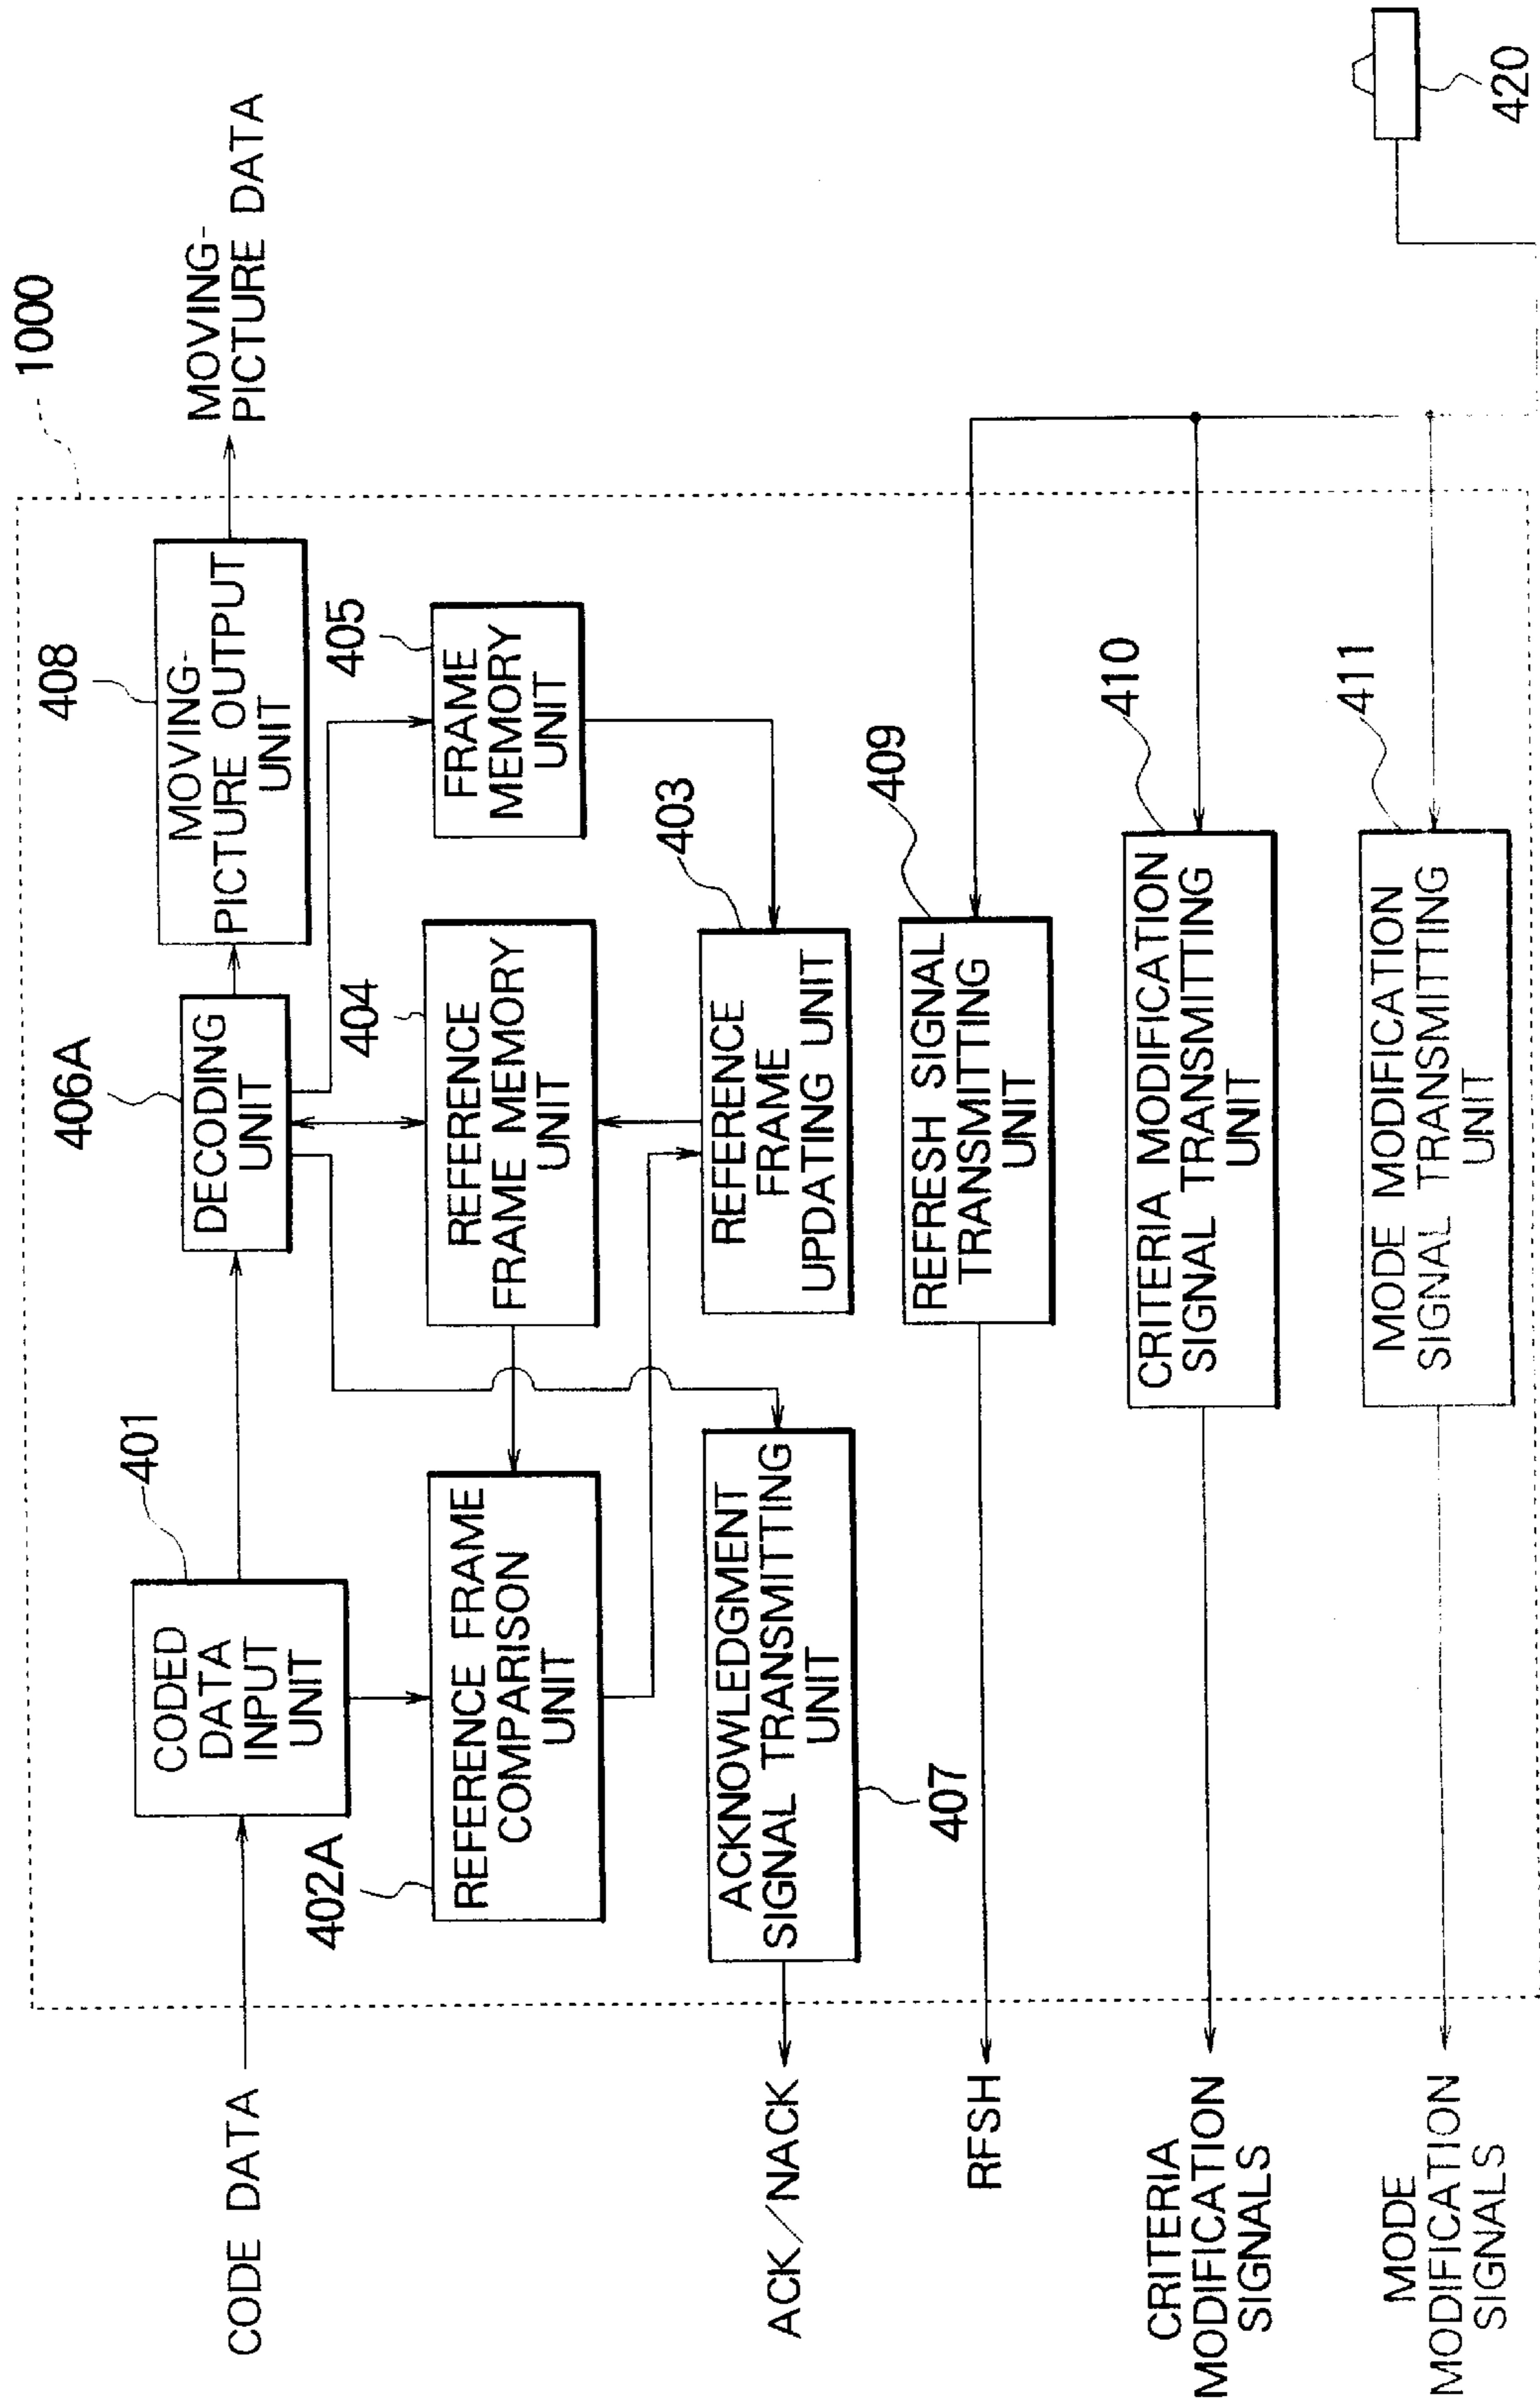 1000
CODE DATA
401
CODED
DATA
INPUT
UNIT
406A
DECODING
UNIT
408
MOVING-
PICTURE OUTPUT
UNIT
MOVING-
PICTURE DATA
402A
REFERENCE FRAME
COMPARISON
UNIT
404
REFERENCE
FRAME MEMORY
UNIT
405
FRAME
MEMORY
UNIT
ACK/NACK
ACKNOWLEDGMENT
SIGNAL TRANSMITTING
UNIT
407
403
REFERENCE
FRAME
UPDATING UNIT
RFSH
409
REFRESH SIGNAL
TRANSMITTING
UNIT
CRITERIA
MODIFICATION
SIGNALS
410
CRITERIA MODIFICATION
SIGNAL TRANSMITTING
UNIT
MODE
MODIFICATION
SIGNALS
411
MODE MODIFICATION
SIGNAL TRANSMITTING
UNIT
420